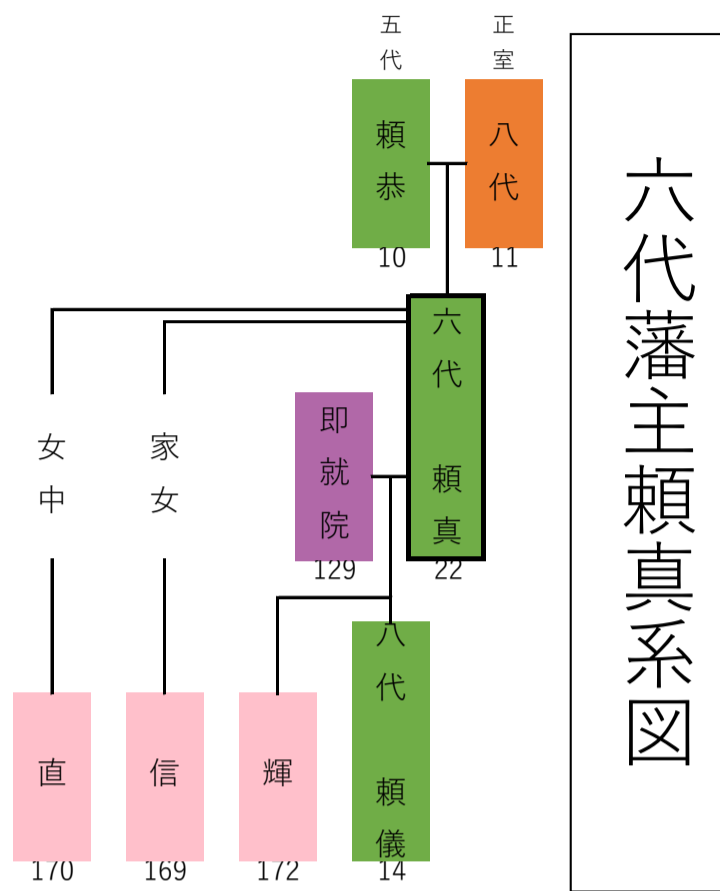 六代藩主頼真系図
正室
八代
11
五代
頼恭
10
六代 頼真
22
即就院
129
家女
女中
八代 頼儀
14
輝
172
信
169
直
170